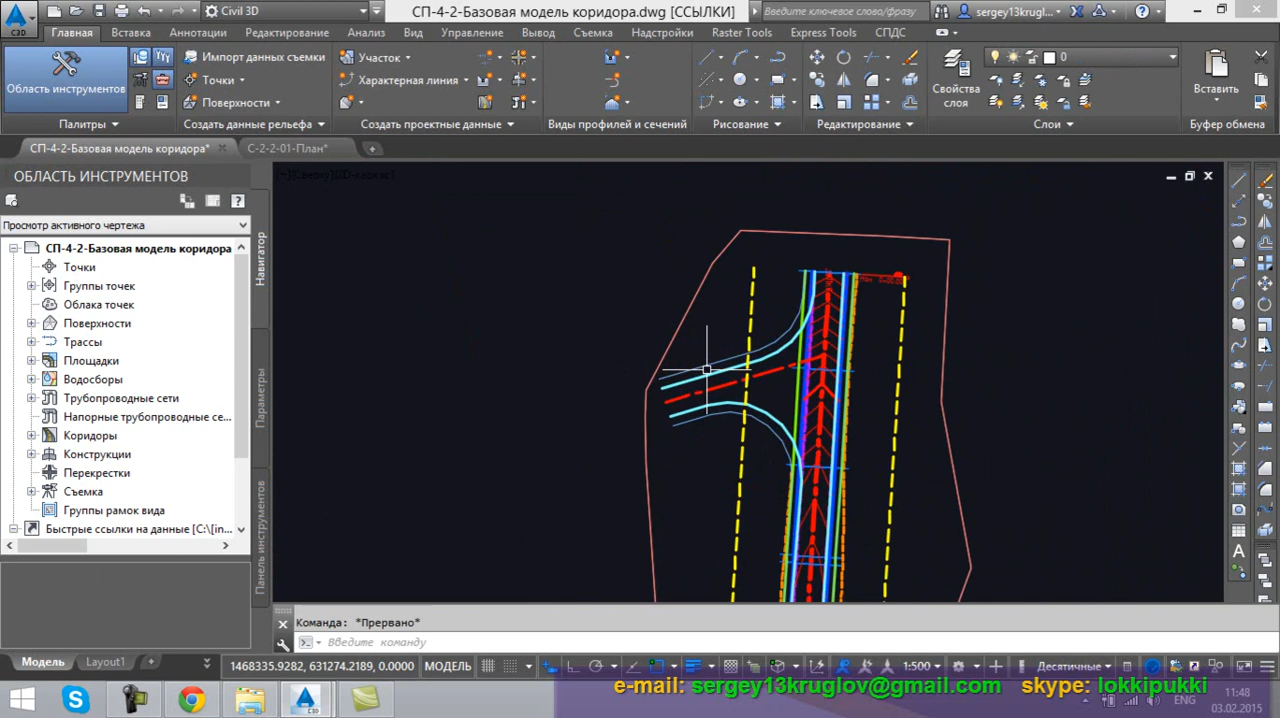 Civil 3D
СП-4-2-Базовая модель коридора.dwg [ССЫЛКИ]
Введите ключевое слово/фразу
sergey13kruglov@...
C3D
Главная
Вставка
Аннотации
Редактирование
Анализ
Вид
Управление
Вывод
Съемка
Надстройки
Raster Tools
Express Tools
СПДС
Область инструментов
Импорт данных съемки
Точки
Поверхности
Участок
Характерная линия
Свойства
слоя
0
Вставить
Палитры
Создать данные рельефа
Создать проектные данные
Виды профилей и сечений
Рисование
Редактирование
Слои
Буфер обмена
СП-4-2-Базовая модель коридора*
С-2-2-01-План*
ОБЛАСТЬ ИНСТРУМЕНТОВ
Просмотр активного чертежа
СП-4-2-Базовая модель коридора
Точки
Группы точек
Облака точек
Поверхности
Трассы
Площадки
Водосборы
Трубопроводные сети
Напорные трубопроводные се...
Коридоры
Конструкции
Перекрестки
Съемка
Группы рамок вида
Быстрые ссылки на данные [C:\[in...
Навигатор
Параметры
Панель инструментов
Команда: *Прервано*
Введите команду
Модель
Layout1
1468335.9282, 631274.2189, 0.0000
МОДЕЛЬ
1:500
Десятичные
e-mail: sergey13kruglov@gmail.com skype: lokkipukki
ENG
11:48
03.02.2015